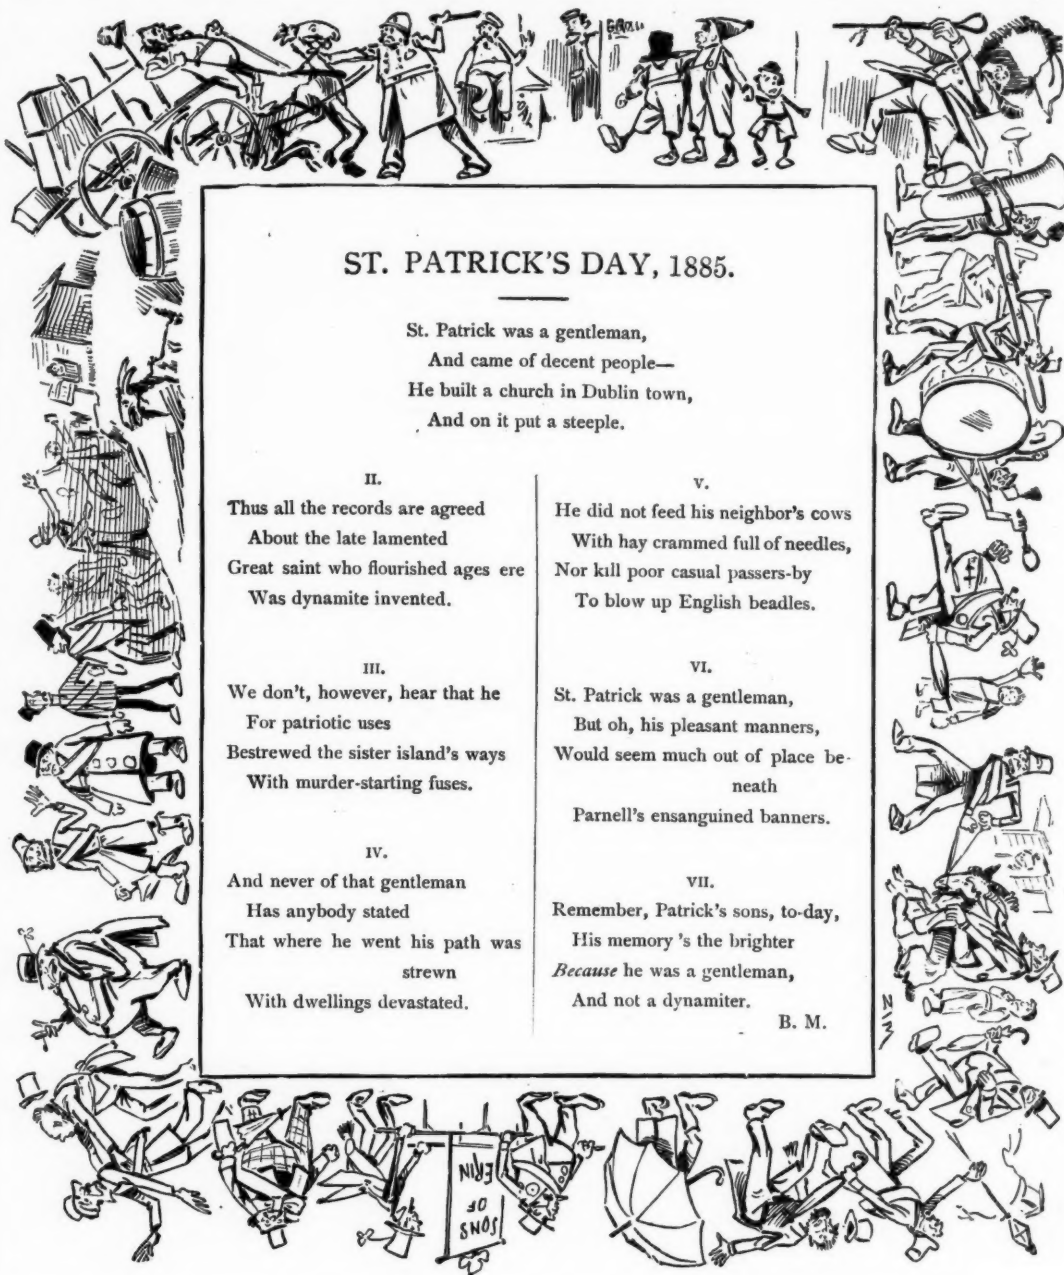 ST. PATRICK'S DAY, 1885.
St. Patrick was a gentleman,
And came of decent people—
He built a church in Dublin town,
And on it put a steeple.
II.
Thus all the records are agreed
About the late lamented
Great saint who flourished ages ere
Was dynamite invented.
III.
We don't, however, hear that he
For patriotic uses
Bestrewed the sister island's ways
With murder-starting fuses.
IV.
And never of that gentleman
Has anybody stated
That where he went his path was
strewn
With dwellings devastated.
V.
He did not feed his neighbor's cows
With hay crammed full of needles,
Nor kill poor casual passers-by
To blow up English beadles.
VI.
St. Patrick was a gentleman,
But oh, his pleasant manners,
Would seem much out of place be-
neath
Parnell's ensanguined banners.
VII.
Remember, Patrick's sons, to-day,
His memory 's the brighter
Because he was a gentleman,
And not a dynamiter.
B. M.
ZIM
SONS
OF
ERIN